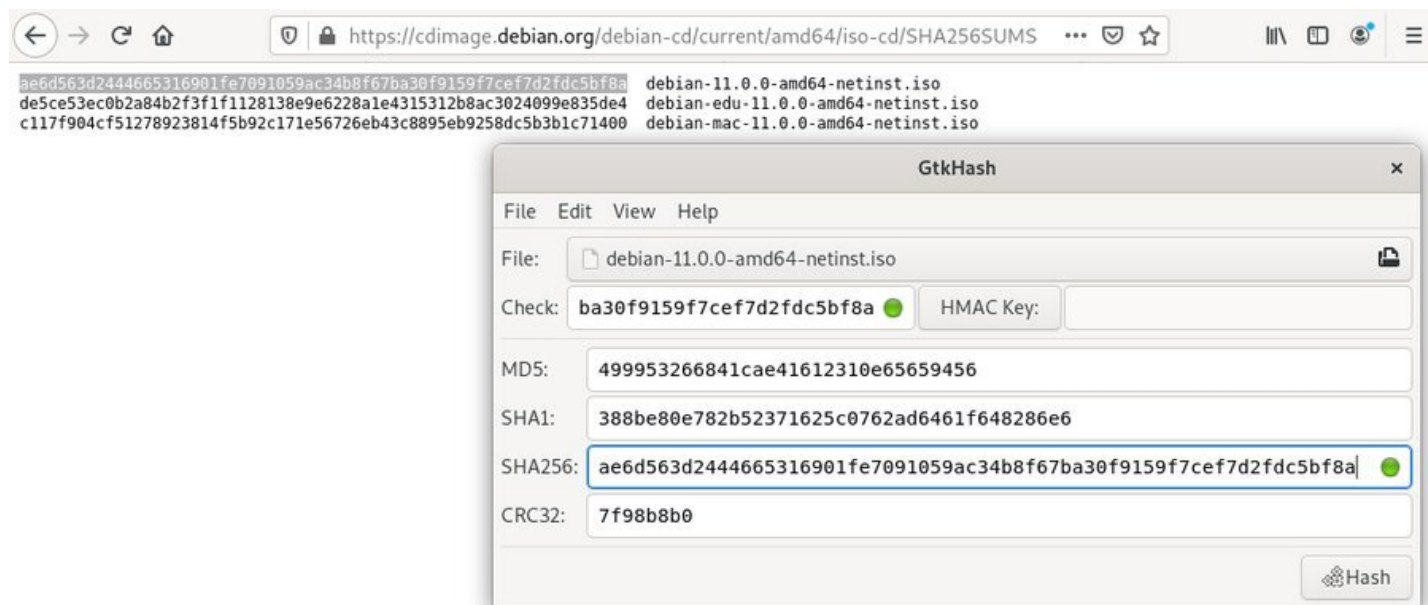 https://cdimage.debian.org/debian-cd/current/amd64/iso-cd/SHA256SUMS
ae6d563d2444665316901fe7091059ac34b8f67ba30f9159f7cef7d2fdc5bf8a debian-11.0.0-amd64-netinst.iso
de5ce53ec0b2a84b2f3f1f1128138e9e6228a1e4315312b8ac3024099e835de4 debian-edu-11.0.0-amd64-netinst.iso
c117f904cf51278923814f5b92c171e56726eb43c8895eb9258dc5b3b1c71400 debian-mac-11.0.0-amd64-netinst.iso
GtkHash
File Edit View Help
File: debian-11.0.0-amd64-netinst.iso
Check: ba30f9159f7cef7d2fdc5bf8a HMAC Key:
MD5: 499953266841cae41612310e65659456
SHA1: 388be80e782b52371625c0762ad6461f648286e6
SHA256: ae6d563d2444665316901fe7091059ac34b8f67ba30f9159f7cef7d2fdc5bf8a
CRC32: 7f98b8b0
Hash